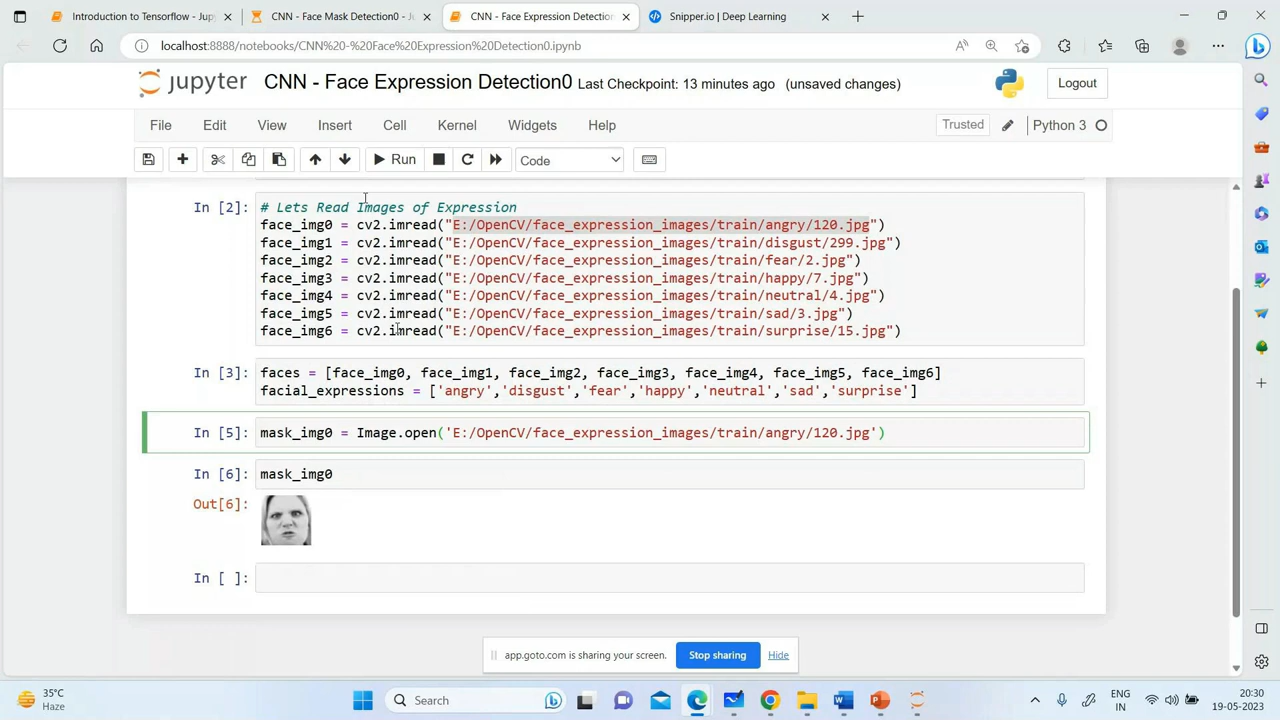 Introduction to Tensorflow - Jup
CNN - Face Mask Detection0 - Ju
CNN - Face Expression Detection
Snipper.io | Deep Learning
localhost:8888/notebooks/CNN%20-%20Face%20Expression%20Detection0.ipynb
jupyter CNN - Face Expression Detection0 Last Checkpoint: 13 minutes ago (unsaved changes)
Logout
File Edit View Insert Cell Kernel Widgets Help
Trusted
Python 3
Run
Code
In [2]: # Lets Read Images of Expression
face_img0 = cv2.imread("E:/OpenCV/face_expression_images/train/angry/120.jpg")
face_img1 = cv2.imread("E:/OpenCV/face_expression_images/train/disgust/299.jpg")
face_img2 = cv2.imread("E:/OpenCV/face_expression_images/train/fear/2.jpg")
face_img3 = cv2.imread("E:/OpenCV/face_expression_images/train/happy/7.jpg")
face_img4 = cv2.imread("E:/OpenCV/face_expression_images/train/neutral/4.jpg")
face_img5 = cv2.imread("E:/OpenCV/face_expression_images/train/sad/3.jpg")
face_img6 = cv2.imread("E:/OpenCV/face_expression_images/train/surprise/15.jpg")
In [3]: faces = [face_img0, face_img1, face_img2, face_img3, face_img4, face_img5, face_img6]
facial_expressions = ['angry','disgust','fear','happy','neutral','sad','surprise']
In [5]: mask_img0 = Image.open('E:/OpenCV/face_expression_images/train/angry/120.jpg')
In [6]: mask_img0
Out[6]:
In [ ]:
app.goto.com is sharing your screen.
Stop sharing
Hide
35°C
Haze
Search
ENG
IN
20:30
19-05-2023